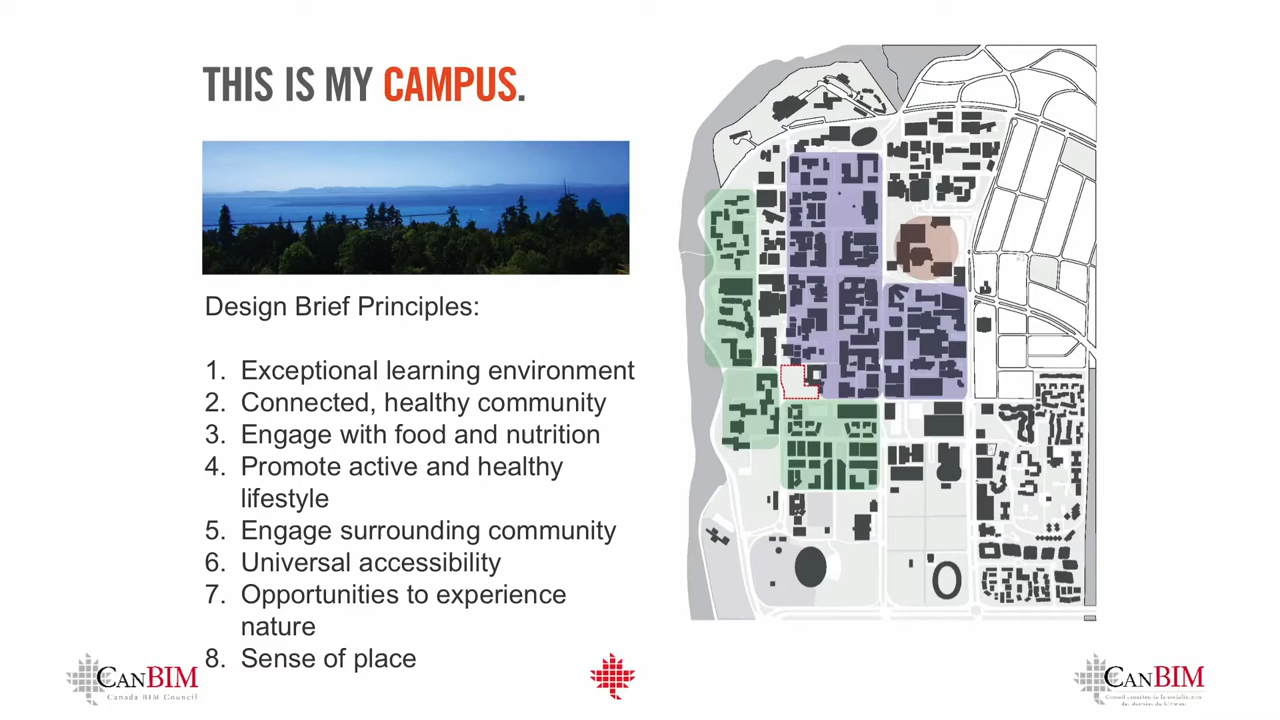 THIS IS MY CAMPUS.
Design Brief Principles:
1. Exceptional learning environment
2. Connected, healthy community
3. Engage with food and nutrition
4. Promote active and healthy
lifestyle
5. Engage surrounding community
6. Universal accessibility
7. Opportunities to experience
nature
8. Sense of place
CANBIM
Canada BIM Council
CANBIM